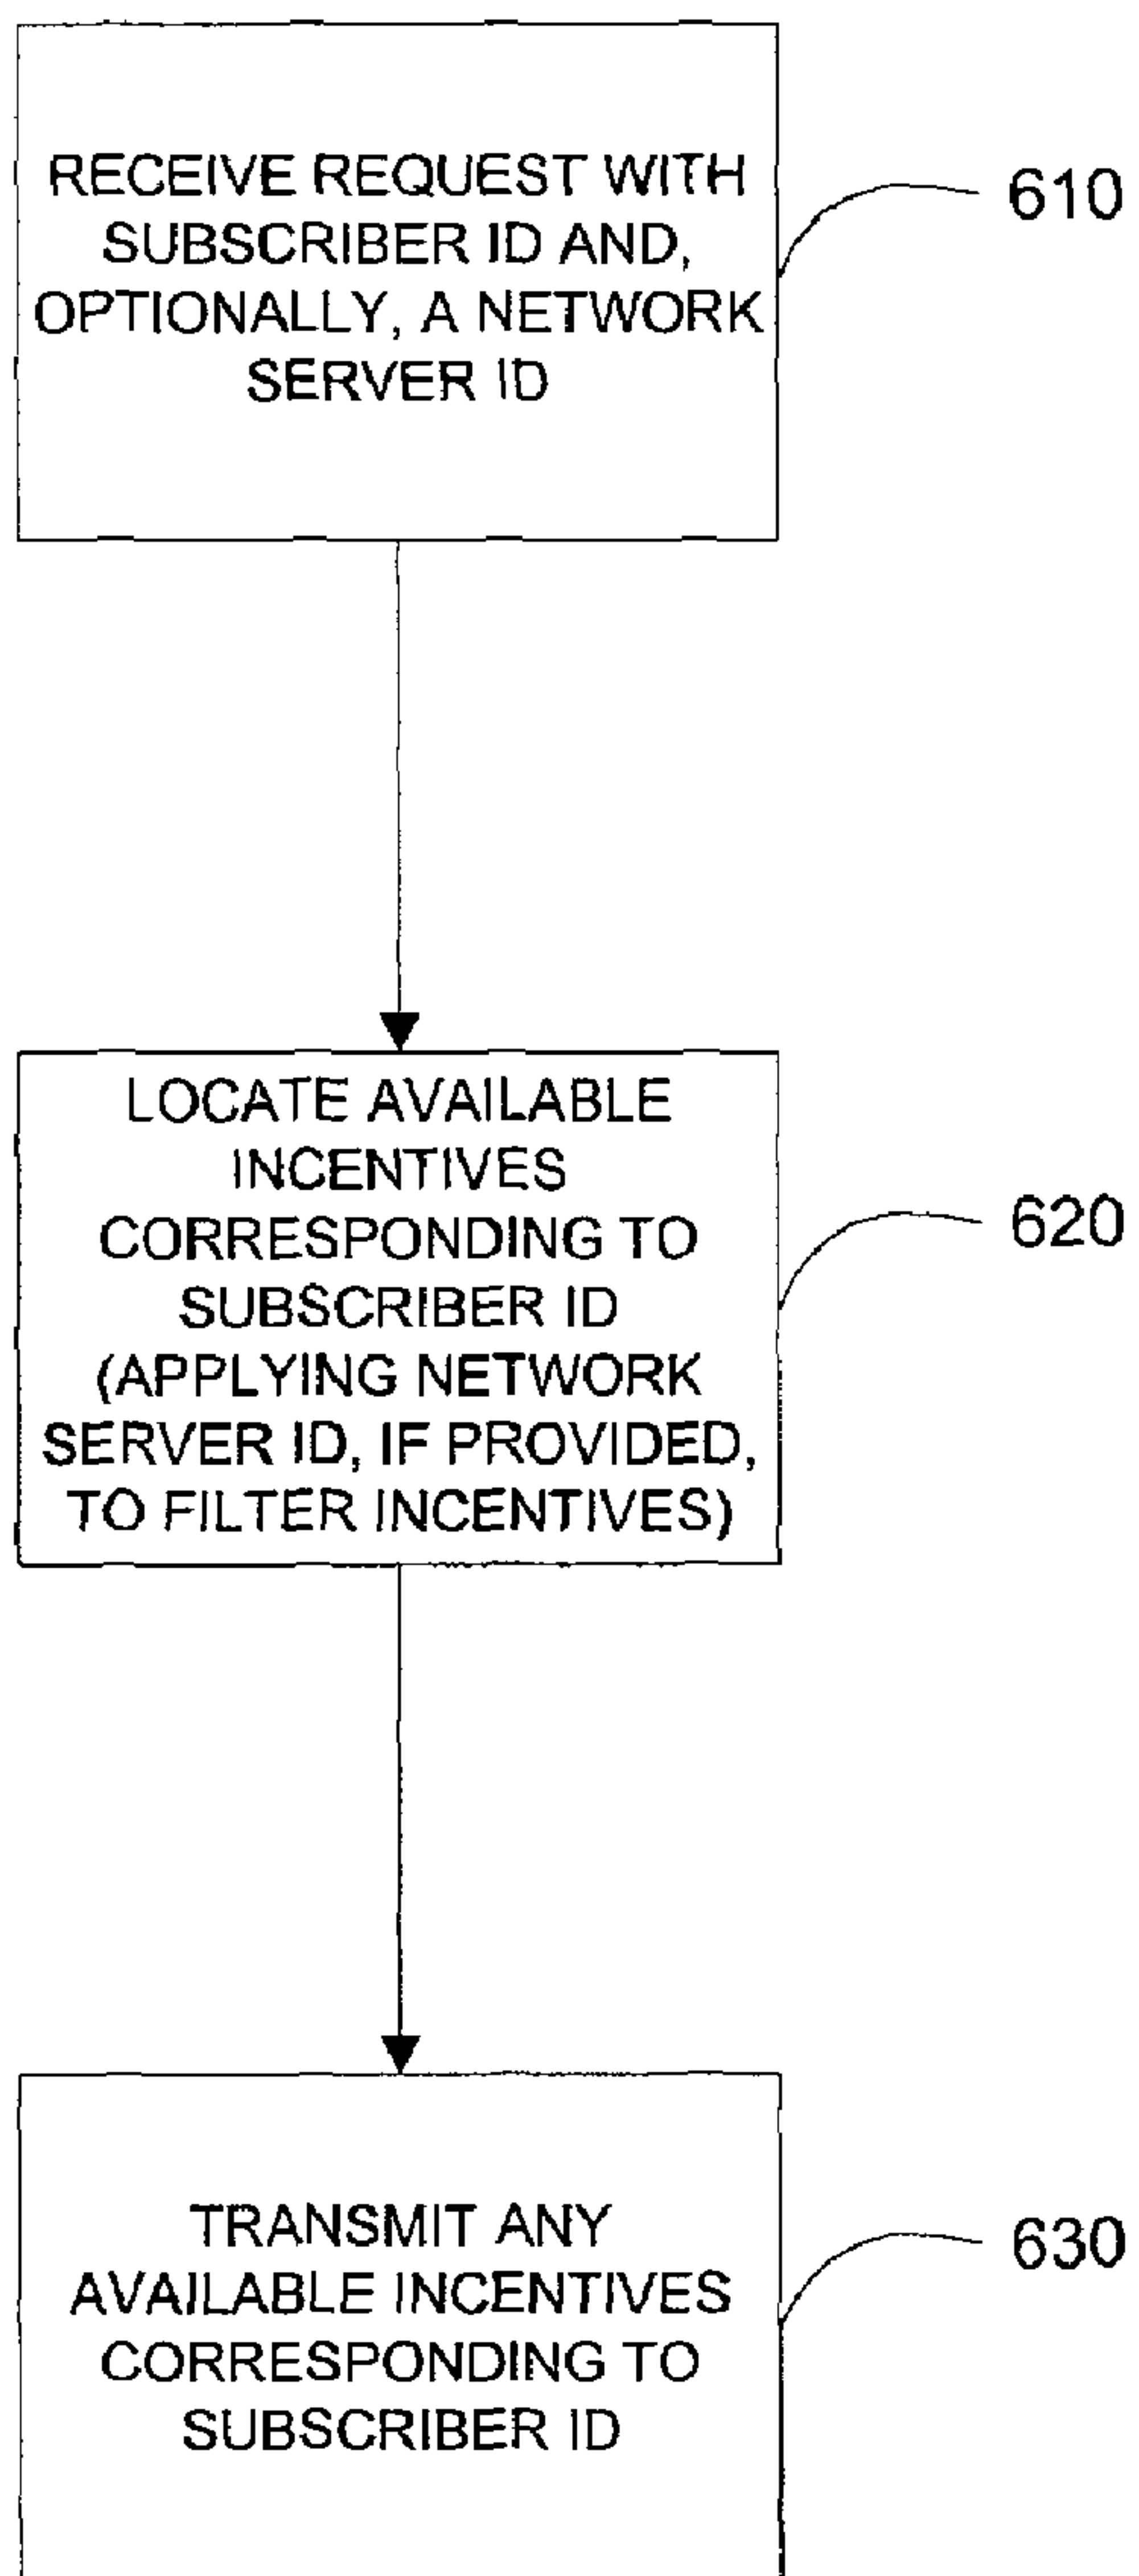 RECEIVE REQUEST WITH
SUBSCRIBER ID AND,
OPTIONALLY, A NETWORK
SERVER ID
610
LOCATE AVAILABLE
INCENTIVES
CORRESPONDING TO
SUBSCRIBER ID
(APPLYING NETWORK
SERVER ID, IF PROVIDED,
TO FILTER INCENTIVES)
620
TRANSMIT ANY
AVAILABLE INCENTIVES
CORRESPONDING TO
SUBSCRIBER ID
630